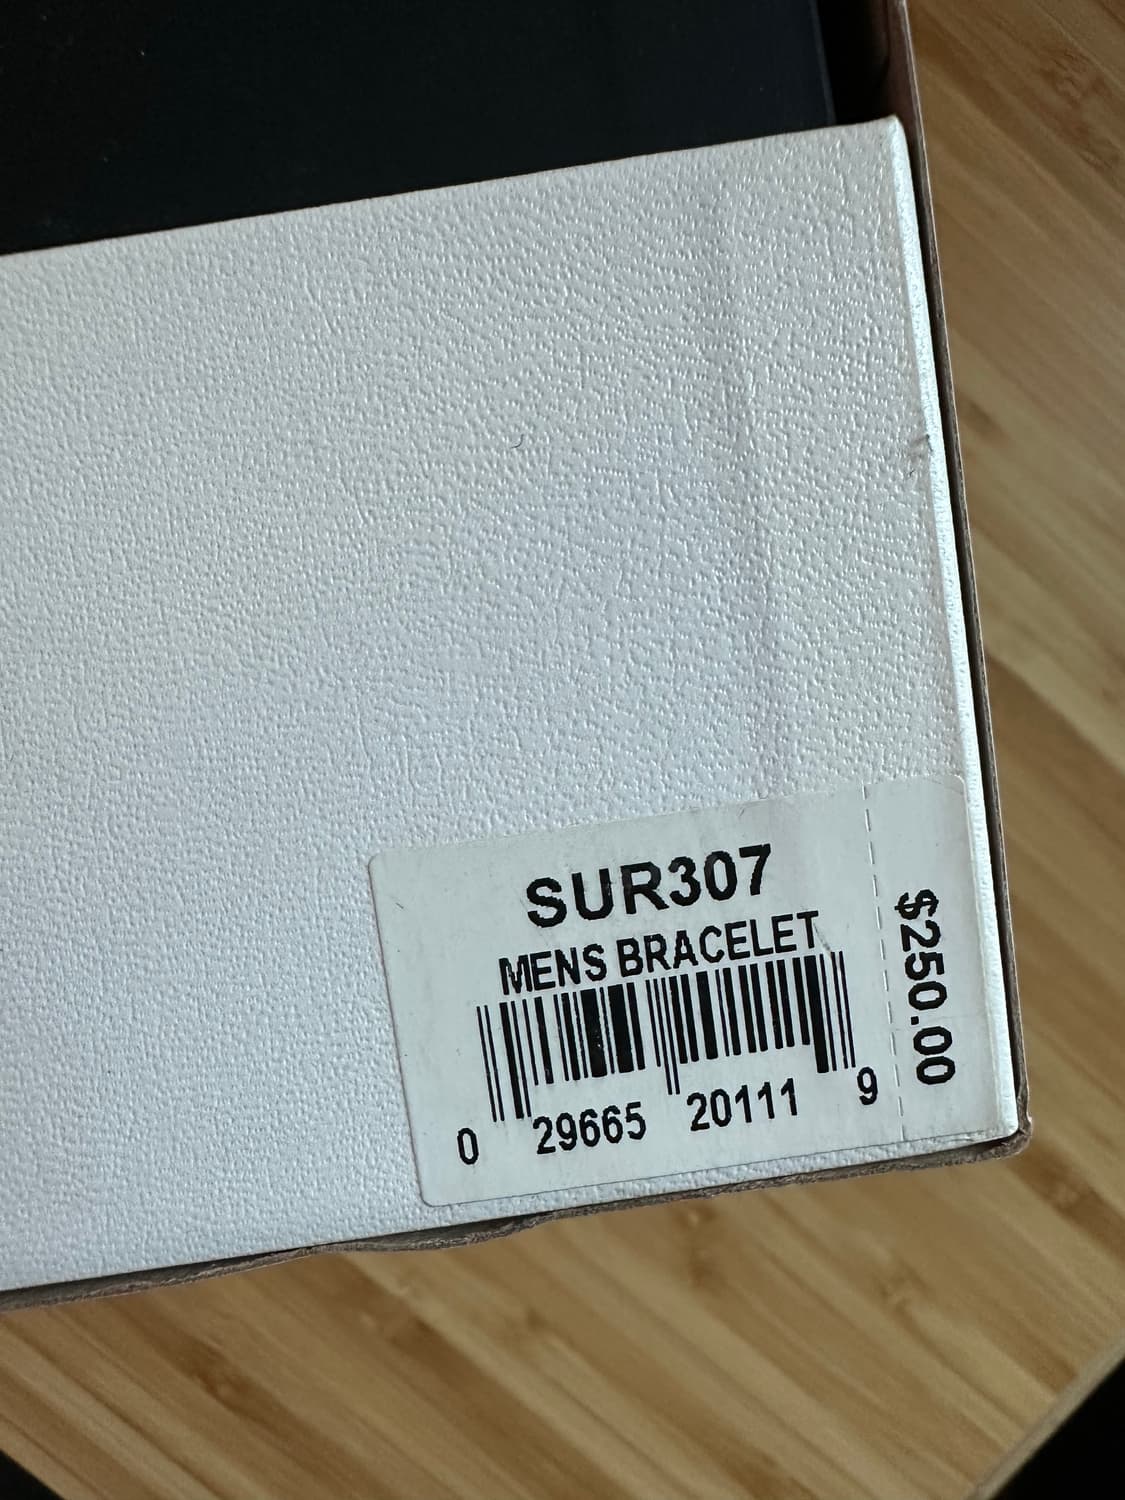 SUR307
MENS BRACELET
0 29665 20111 9
$250.00